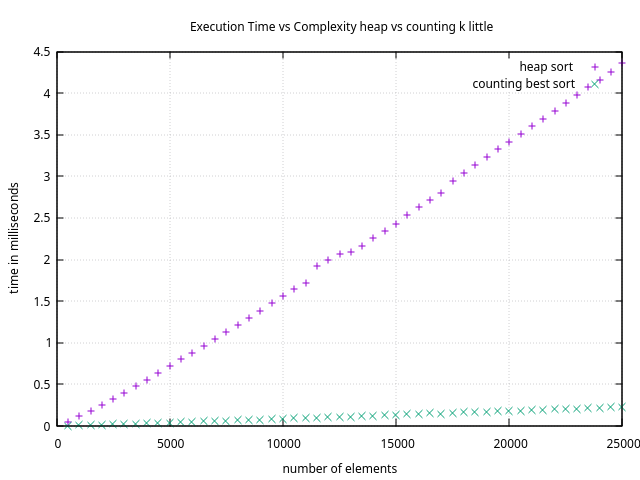 Execution Time vs Complexity heap vs counting k little
heap sort
counting best sort
4.5
4
3.5
3
2.5
2
1.5
1
0.5
0
time in milliseconds
0 5000 10000 15000 20000 25000
number of elements